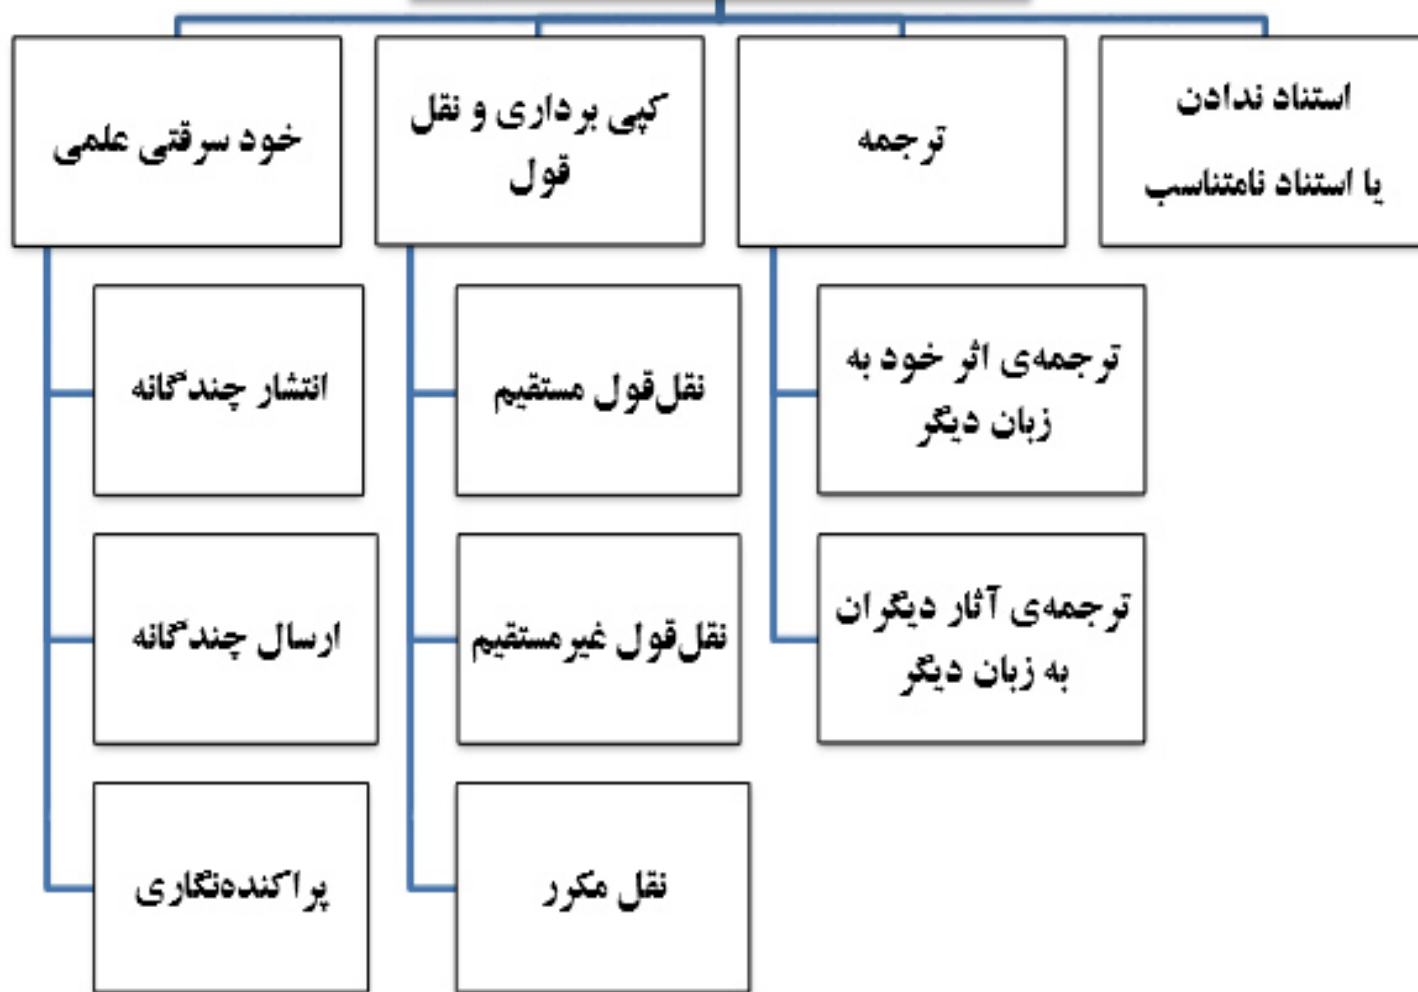 استناد ندادن
یا استناد نامتناسب
ترجمه
ترجمه‌ی اثر خود به
زبان دیگر
ترجمه‌ی آثار دیگران
به زبان دیگر
کپی برداری و نقل
قول
نقل‌قول مستقیم
نقل‌قول غیرمستقیم
نقل مکرر
خود سرقتی علمی
انتشار چندگانه
ارسال چندگانه
پراکنده‌نگاری